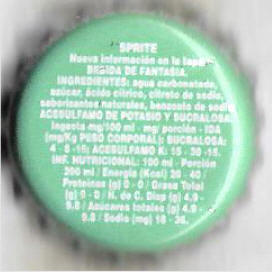 SPRITE
Nueva información en la tapa
BEBIDA DE FANTASIA.
INGREDIENTES: agua carbonatada,
azúcar, ácido cítrico, citrato de sodio,
saborizantes naturales, benzoato de sodio
ACESULFAMO DE POTASIO Y SUCRALOSA.
Ingesta mg/100 ml - mg/ porción - IDA
(mg/Kg PESO CORPORAL): SUCRALOSA:
4 - 8 -15; ACESULFAMO K: 15 - 30 -15.
INF. NUTRICIONAL: 100 ml - Porción
200 ml / Energía (Kcal) 20 - 40 /
Proteínas (g) 0 - 0 / Grasa Total
(g) 0 - 0 / H. de C. Disp (g) 4.9 -
9.8 / Azúcares totales (g) 4.9 -
9.8 / Sodio (mg) 18 - 36.